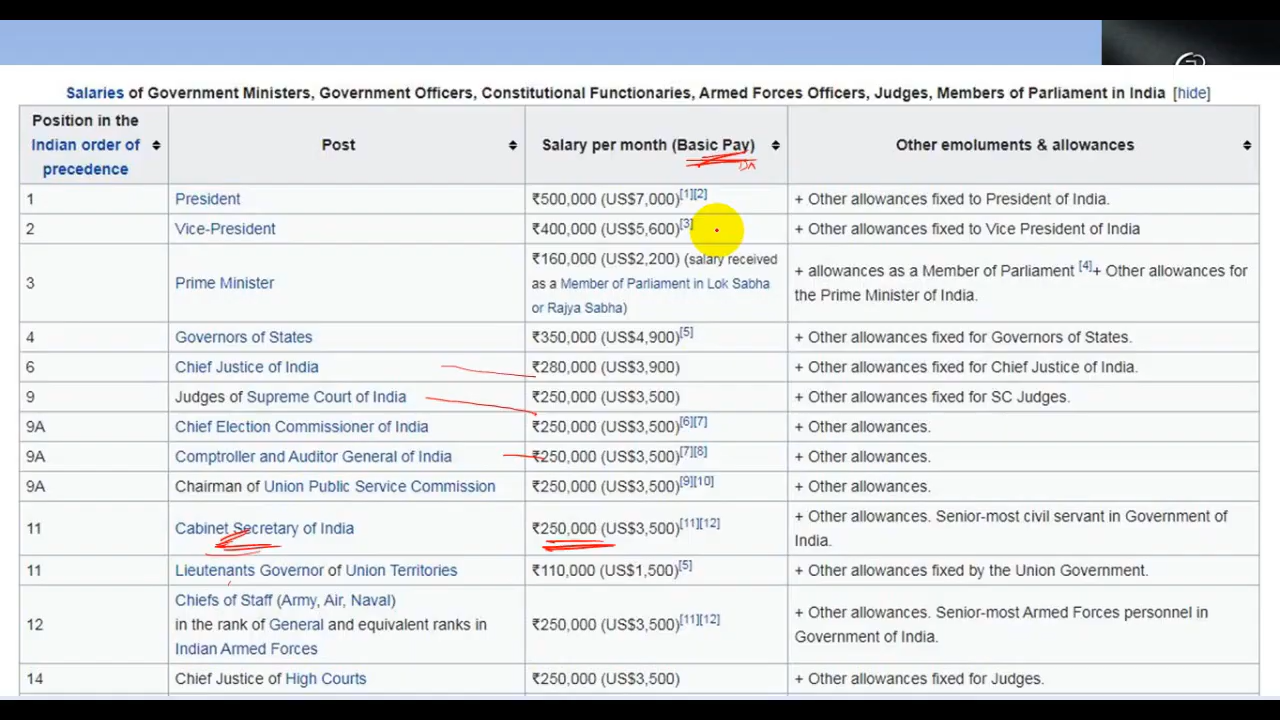 Salaries of Government Ministers, Government Officers, Constitutional Functionaries, Armed Forces Officers, Judges, Members of Parliament in India [hide]
Position in the Indian order of precedence Post Salary per month (Basic Pay) Other emoluments & allowances
DA
1 President ₹500,000 (US$7,000)[1][2] + Other allowances fixed to President of India.
2 Vice-President ₹400,000 (US$5,600)[3] + Other allowances fixed to Vice President of India
3 Prime Minister ₹160,000 (US$2,200) (salary received
as a Member of Parliament in Lok Sabha
or Rajya Sabha) + allowances as a Member of Parliament [4]+ Other allowances for
the Prime Minister of India.
4 Governors of States ₹350,000 (US$4,900)[5] + Other allowances fixed for Governors of States.
6 Chief Justice of India ₹280,000 (US$3,900) + Other allowances fixed for Chief Justice of India.
9 Judges of Supreme Court of India ₹250,000 (US$3,500) + Other allowances fixed for SC Judges.
9A Chief Election Commissioner of India ₹250,000 (US$3,500)[6][7] + Other allowances.
9A Comptroller and Auditor General of India ₹250,000 (US$3,500)[7][8] + Other allowances.
9A Chairman of Union Public Service Commission ₹250,000 (US$3,500)[9][10] + Other allowances.
11 Cabinet Secretary of India ₹250,000 (US$3,500)[11][12] + Other allowances. Senior-most civil servant in Government of
India.
11 Lieutenants Governor of Union Territories ₹110,000 (US$1,500)[5] + Other allowances fixed by the Union Government.
12 Chiefs of Staff (Army, Air, Naval)
in the rank of General and equivalent ranks in
Indian Armed Forces ₹250,000 (US$3,500)[11][12] + Other allowances. Senior-most Armed Forces personnel in
Government of India.
14 Chief Justice of High Courts ₹250,000 (US$3,500) + Other allowances fixed for Judges.